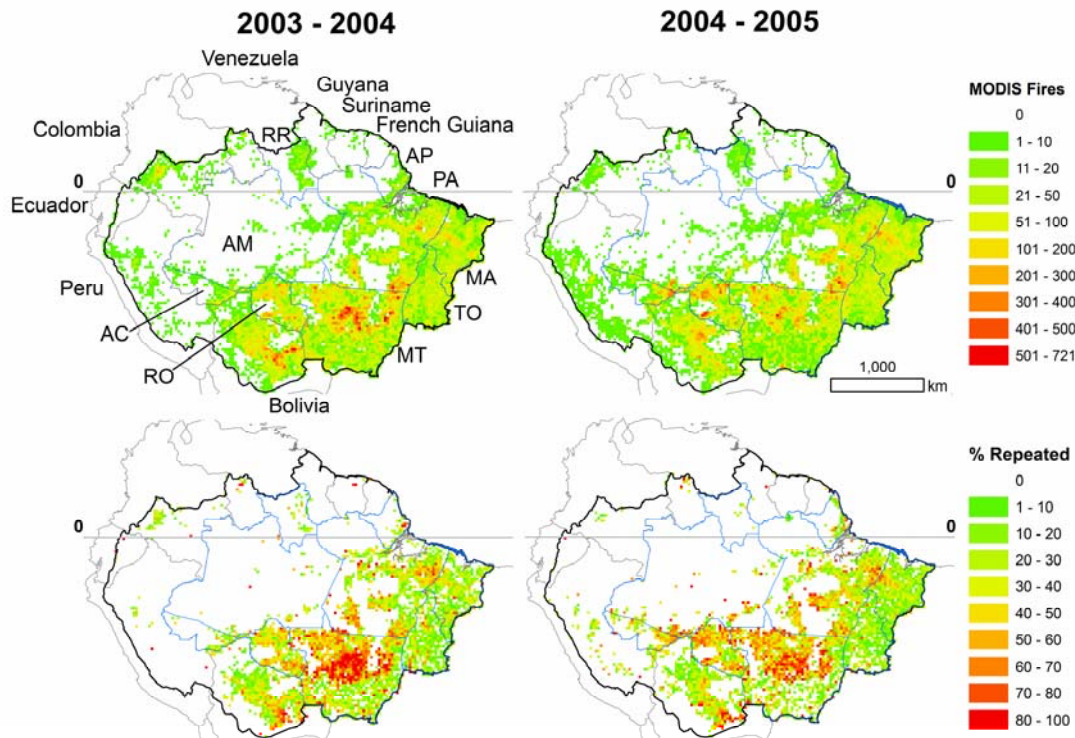 2003 - 2004
2004 - 2005
Venezuela
Guyana
Suriname
French Guiana
Colombia
RR
AP
PA
0
0
Ecuador
AM
Peru
MA
AC
TO
RO
MT
Bolivia
MODIS Fires
0
1 - 10
11 - 20
21 - 50
51 - 100
101 - 200
201 - 300
301 - 400
401 - 500
501 - 721
1,000
km
0
0
% Repeated
0
1 - 10
10 - 20
20 - 30
30 - 40
40 - 50
50 - 60
60 - 70
70 - 80
80 - 100